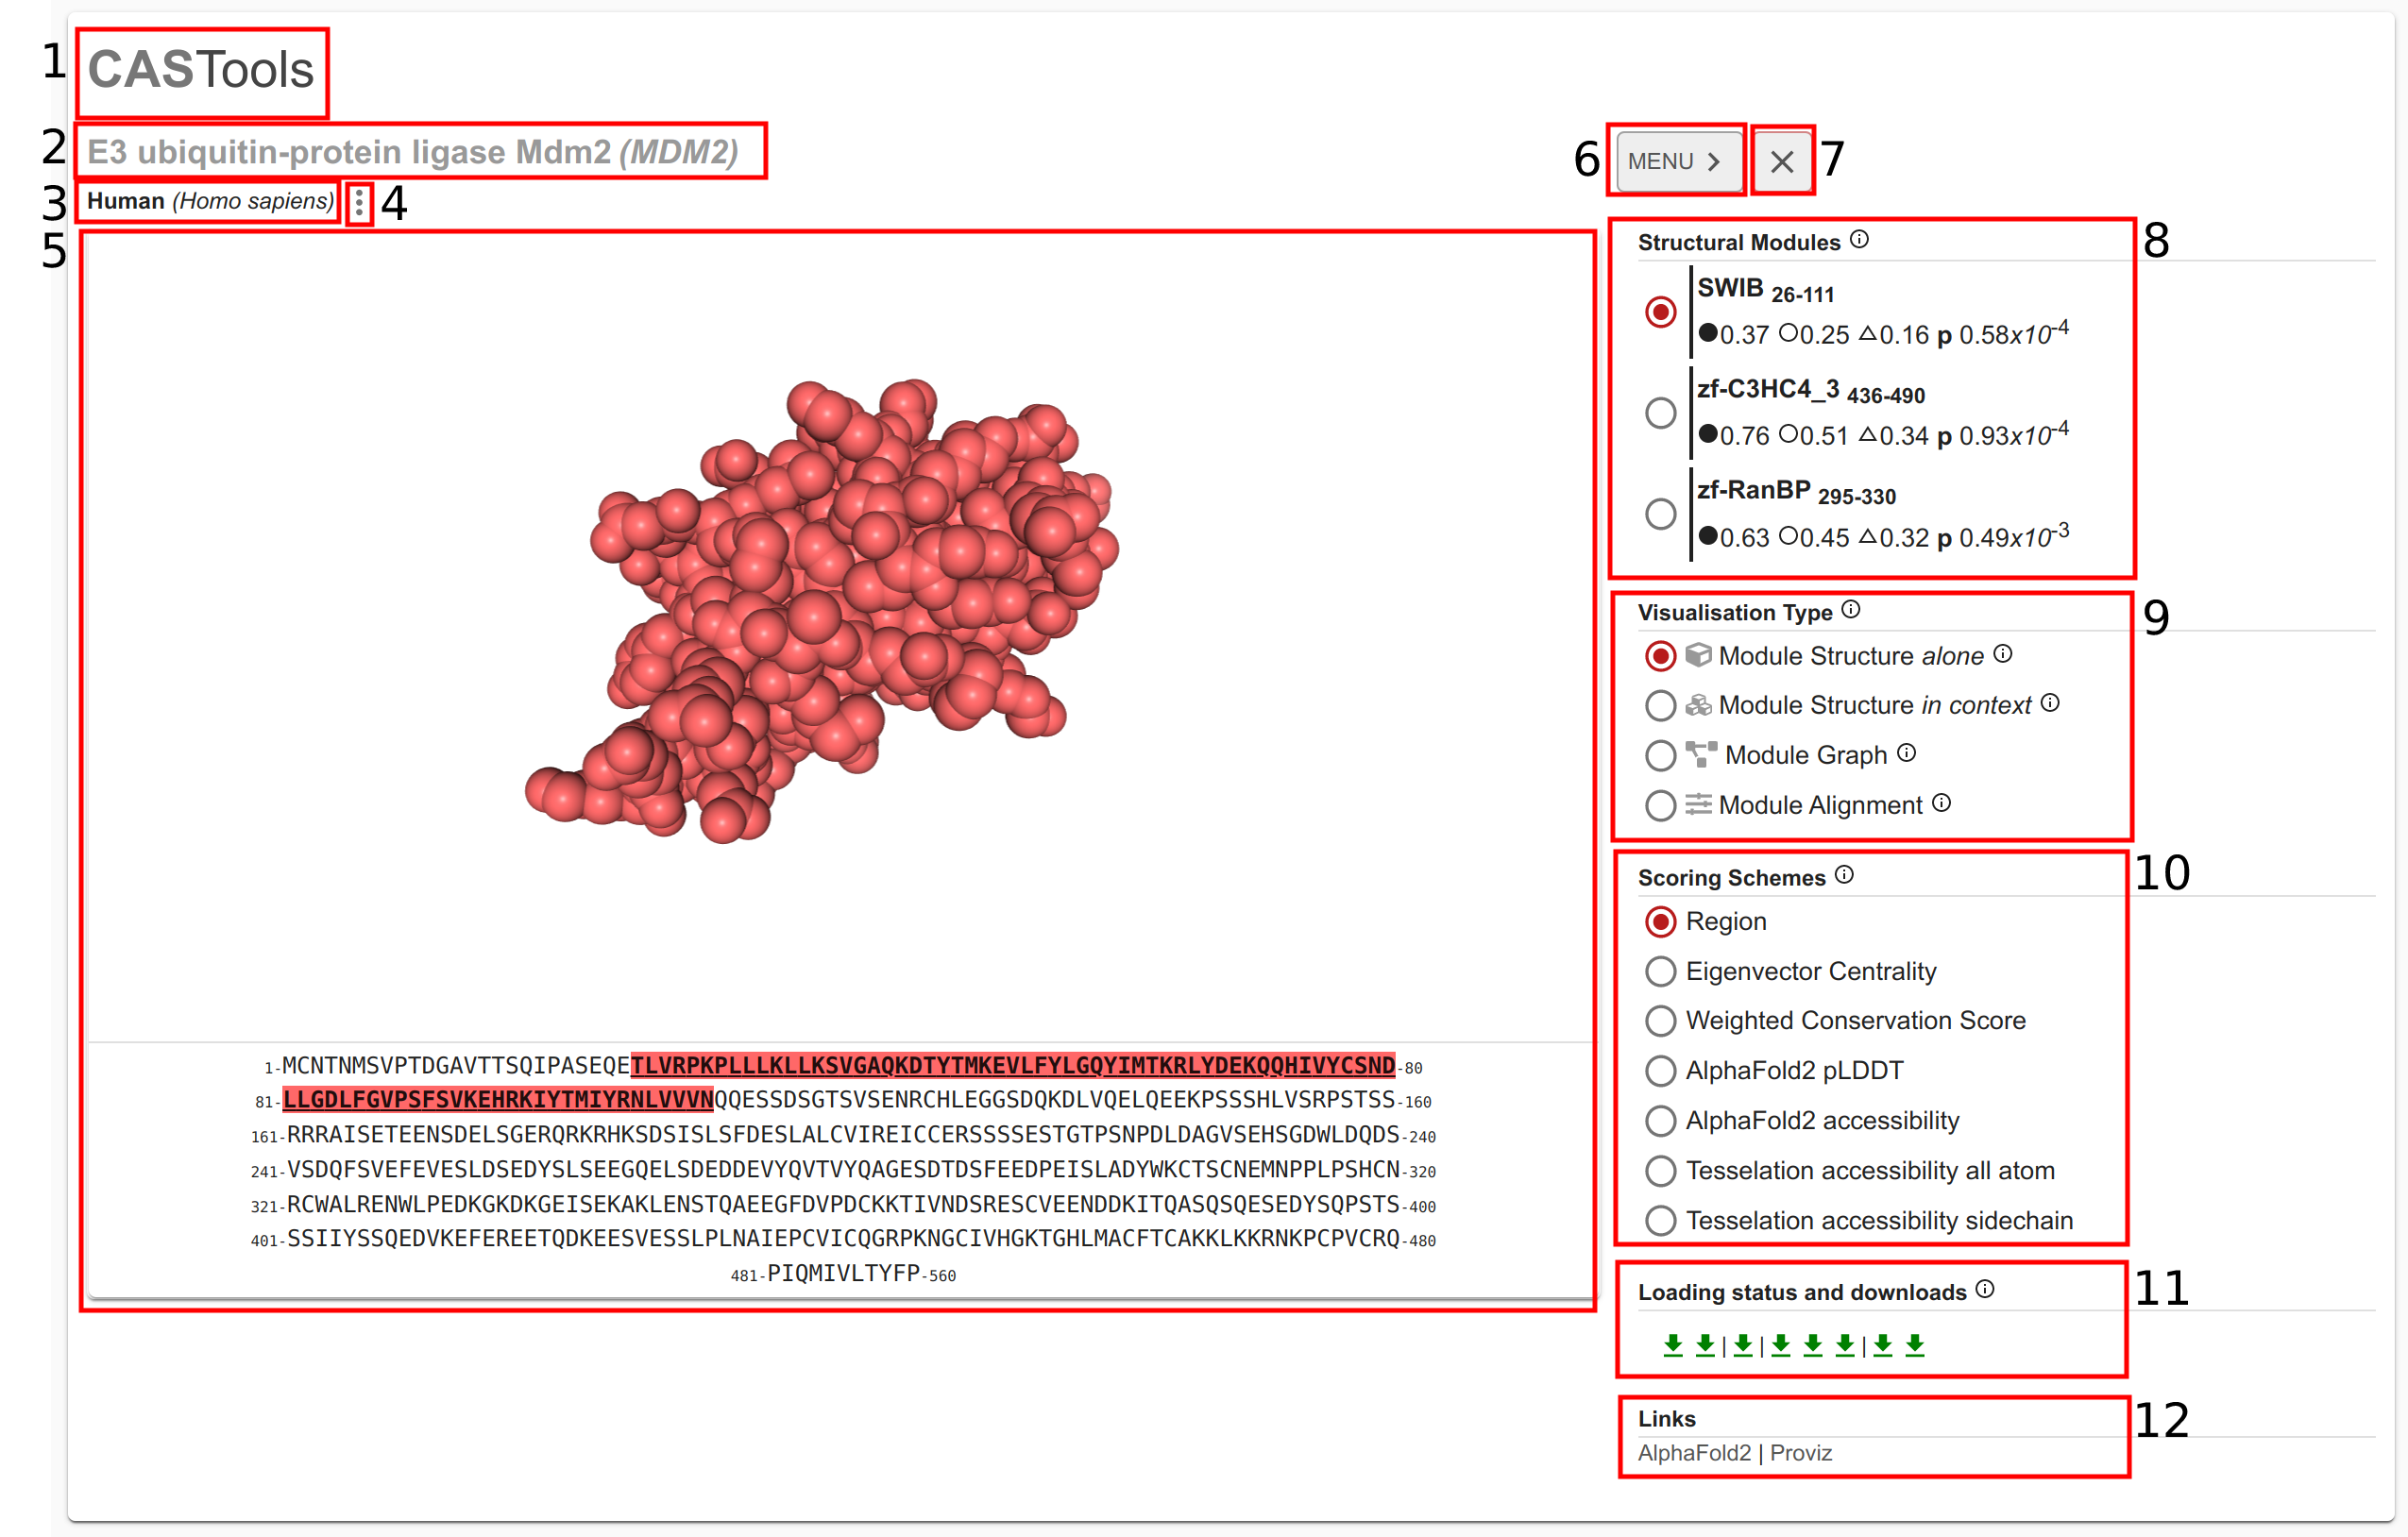 1 CASTools
2 E3 ubiquitin-protein ligase Mdm2 (MDM2)
3 Human (Homo sapiens) 4
5
6 MENU 7
8 Structural Modules
SWIB 26-111
0.37 0.25 0.16 p 0.58x10-4
zf-C3HC4_3 436-490
0.76 0.51 0.34 p 0.93x10-4
zf-RanBP 295-330
0.63 0.45 0.32 p 0.49x10-3
9 Visualisation Type
Module Structure alone
Module Structure in context
Module Graph
Module Alignment
10 Scoring Schemes
Region
Eigenvector Centrality
Weighted Conservation Score
AlphaFold2 pLDDT
AlphaFold2 accessibility
Tesselation accessibility all atom
Tesselation accessibility sidechain
11 Loading status and downloads
| | |
12 Links
AlphaFold2 | Proviz
1-MCNTNMSVPTDGAVTTSQIPASEQETLVRPKPLLLKLLKSVGAQKDTYTMKEVLFYLGQYIMTKRLYDEKQQHIVYCSND-80
81-LLGDLFGVPSFSVKEHRKIYTMIYRNLVVVNQQESSDSGTSVSENRCHLEGGSDQKDLVQELQEEKPSSSHLVSRPSTSS-160
161-RRRAISETEENSDELSGERQRKRHKSDSISLSFDESLALCVIREICCERSSSSESTGTPSNPDLDAGVSEHSGDWLDQDS-240
241-VSDQFSVEFEVESLDSEDYSLSEEGQELSDEDDEVYQVTVYQAGESDTDSFEEDPEISLADYWKCTSCNEMNPPLPSHCN-320
321-RCWALRENWLPEDKGKDKGEISEKAKLENSTQAEEGFDVPDCKKTIVNDSRESCVEENDDKITQASQSQESEDYSQPSTS-400
401-SSIIYSSQEDVKEFEREETQDKEESVESSLPLNAIEPCVICQGRPKNGCIVHGKTGHLMACFTCAKKLKKRNKPCPVCRQ-480
481-PIQMIVLTYFP-560